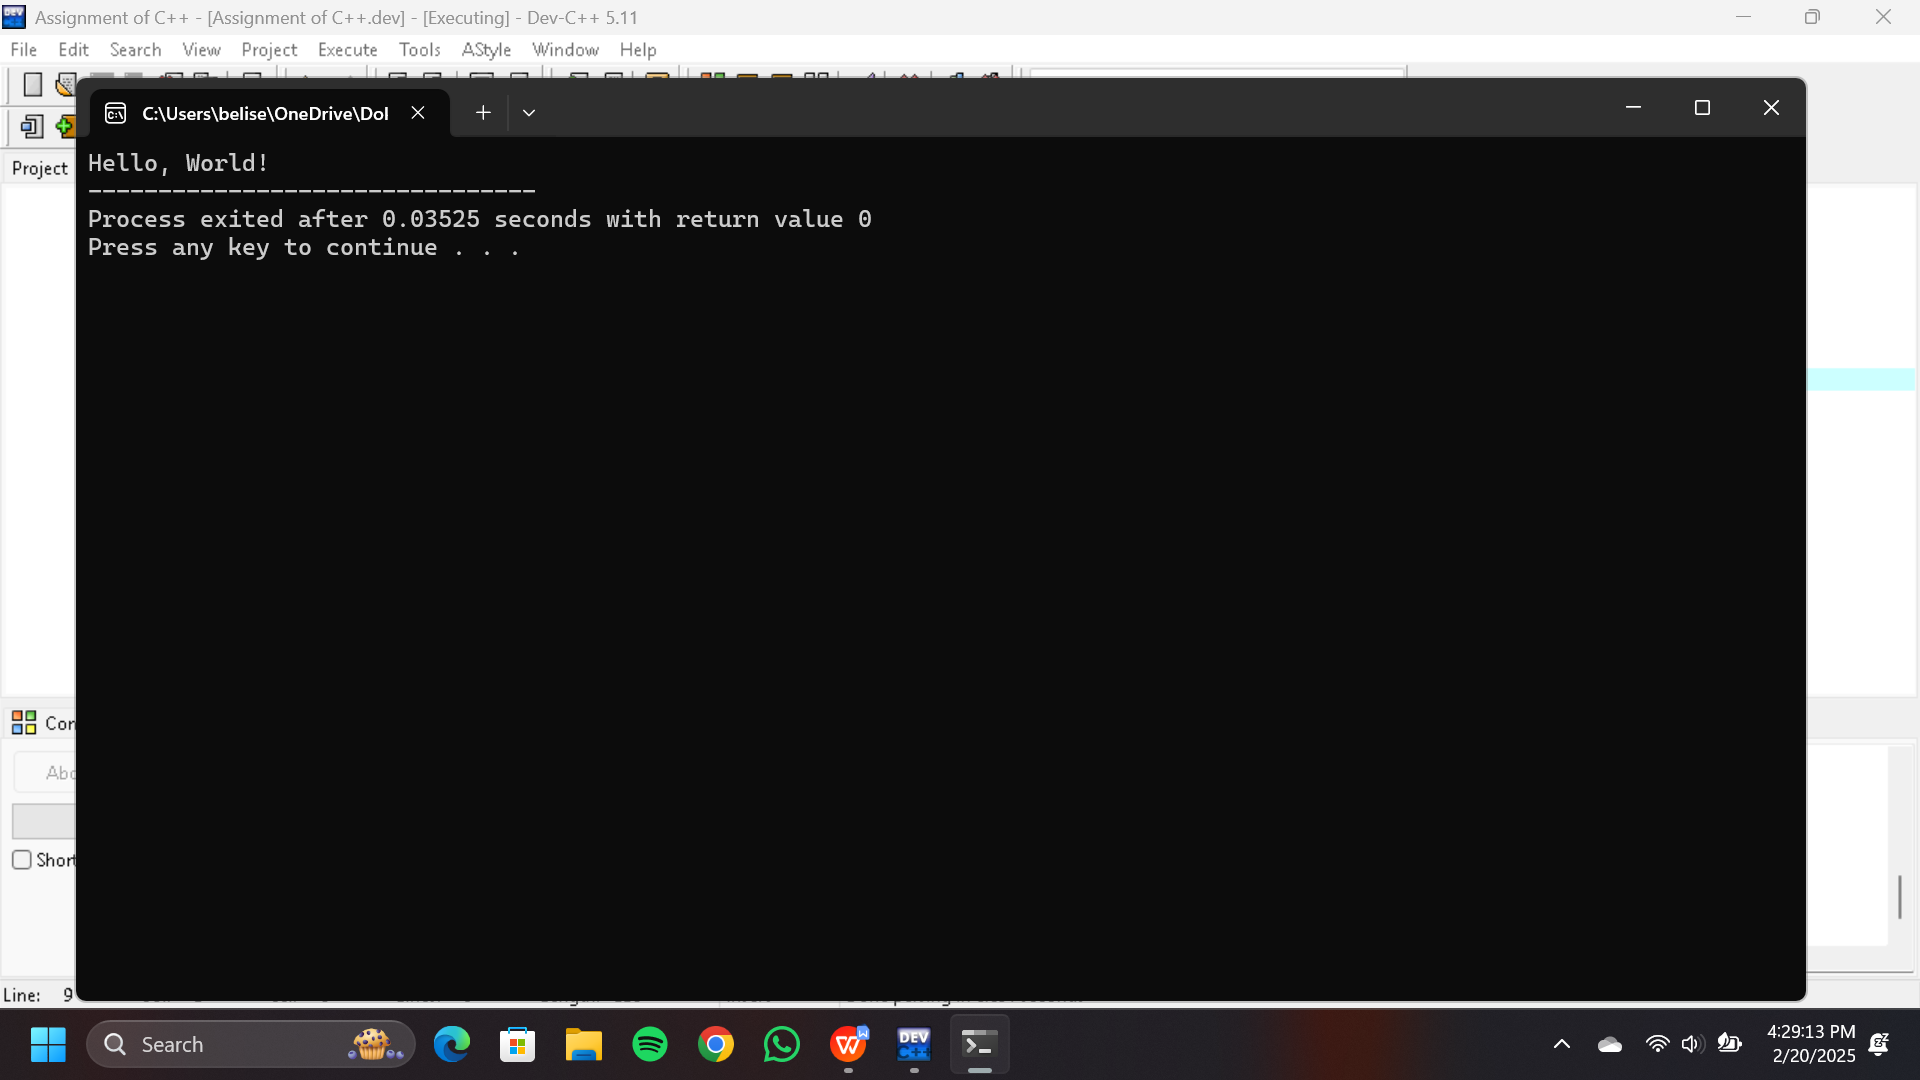 Assignment of C++ - [Assignment of C++.dev] - [Executing] - Dev-C++ 5.11
File Edit Search View Project Execute Tools AStyle Window Help
C:\Users\belise\OneDrive\Dol
Project
Hello, World!
--------------------------------
Process exited after 0.03525 seconds with return value 0
Press any key to continue . . .
Con
Abo
Short
Line: 9
Search
DEV C++
4:29:13 PM
2/20/2025